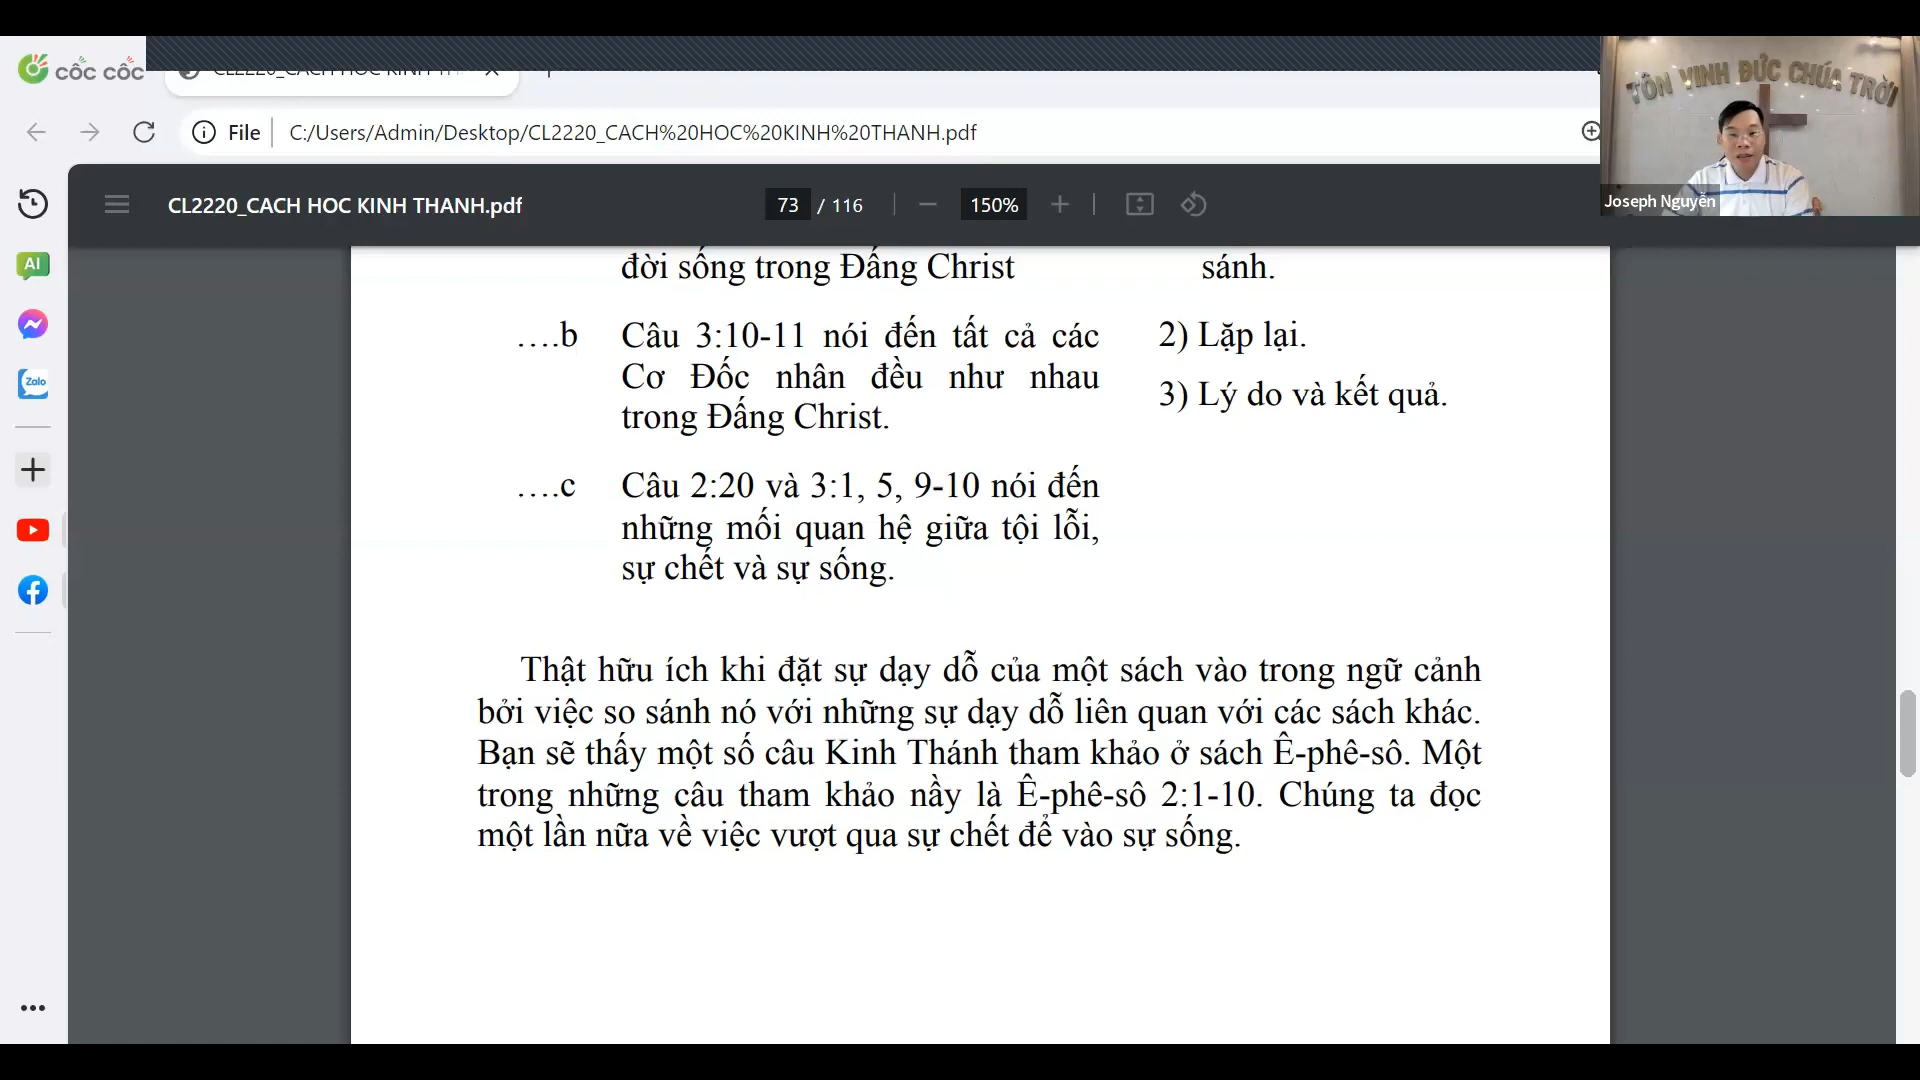 cốc cốc
CL2220_CACH HOC KINH TH
File
C:/Users/Admin/Desktop/CL2220_CACH%20HOC%20KINH%20THANH.pdf
TÔN VINH ĐỨC CHÚA TRỜI
Joseph Nguyễn
CL2220_CACH HOC KINH THANH.pdf
73 / 116
150%
AI
Zalo
đời sống trong Đấng Christ
sánh.
….b Câu 3:10-11 nói đến tất cả các
Cơ Đốc nhân đều như nhau
trong Đấng Christ.
2) Lặp lại.
3) Lý do và kết quả.
….c Câu 2:20 và 3:1, 5, 9-10 nói đến
những mối quan hệ giữa tội lỗi,
sự chết và sự sống.
Thật hữu ích khi đặt sự dạy dỗ của một sách vào trong ngữ cảnh
bởi việc so sánh nó với những sự dạy dỗ liên quan với các sách khác.
Bạn sẽ thấy một số câu Kinh Thánh tham khảo ở sách Ê-phê-sô. Một
trong những câu tham khảo nầy là Ê-phê-sô 2:1-10. Chúng ta đọc
một lần nữa về việc vượt qua sự chết để vào sự sống.